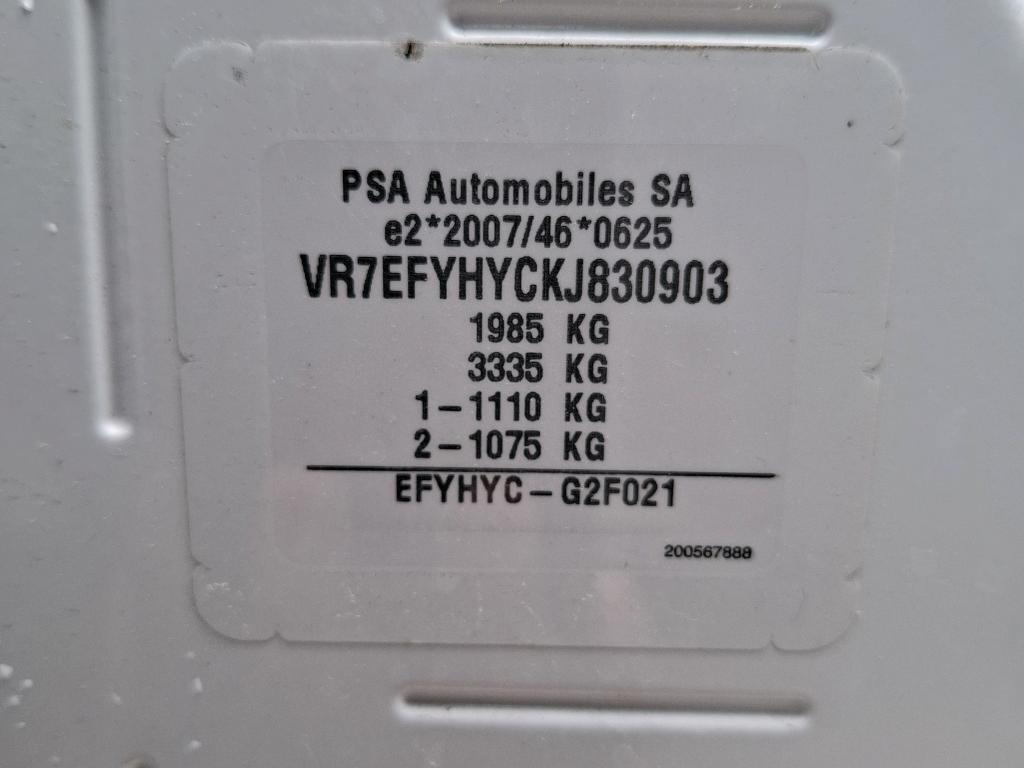 PSA Automobiles SA
e2*2007/46*0625
VR7EFYHYCKJ830903
1985 KG
3335 KG
1-1110 KG
2-1075 KG
EFYHYC-G2F021
200567888